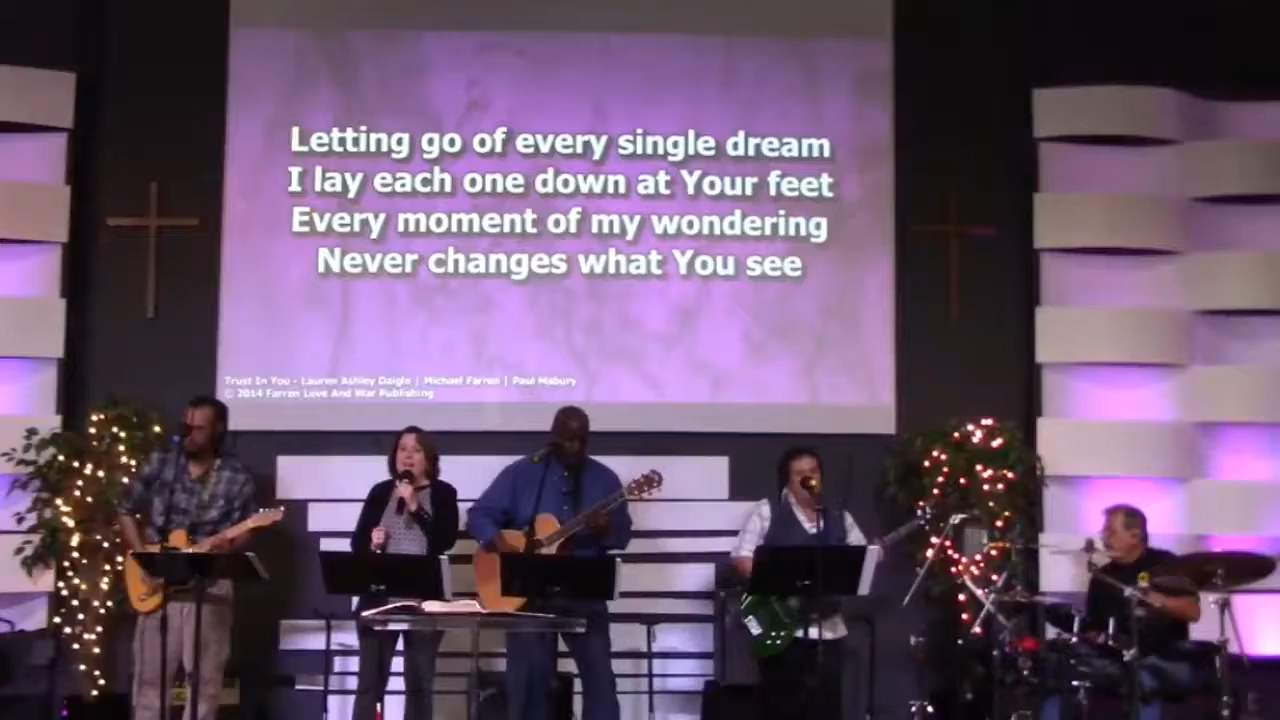 Letting go of every single dream
I lay each one down at Your feet
Every moment of my wondering
Never changes what You see
Trust In You - Lauren Ashley Daigle | Michael Farren | Paul Mabury
© 2014 Farren Love And War Publishing